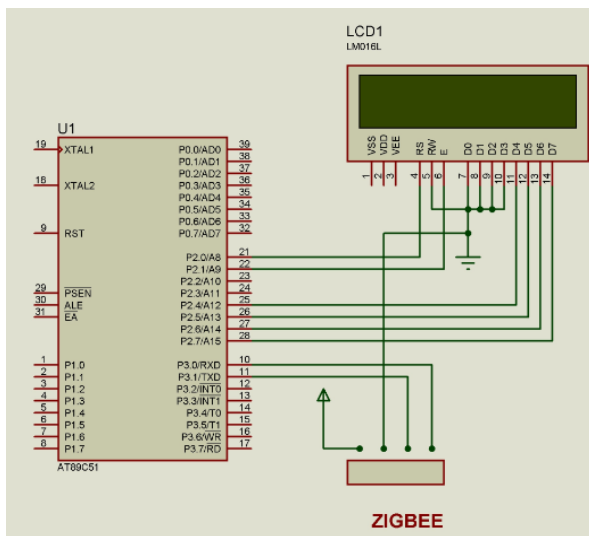 LCD1
LM016L
VSS
VDD
VEE
RS
RW
E
D0
D1
D2
D3
D4
D5
D6
D7
1
2
3
4
5
6
7
8
9
10
11
12
13
14
U1
19 XTAL1 P0.0/AD0 39
P0.1/AD1 38
P0.2/AD2 37
18 XTAL2 P0.3/AD3 36
P0.4/AD4 35
P0.5/AD5 34
P0.6/AD6 33
9 RST P0.7/AD7 32
P2.0/A8 21
P2.1/A9 22
P2.2/A10 23
29 PSEN P2.3/A11 24
30 ALE P2.4/A12 25
31 EA P2.5/A13 26
P2.6/A14 27
P2.7/A15 28
1 P1.0 P3.0/RXD 10
2 P1.1 P3.1/TXD 11
3 P1.2 P3.2/INT0 12
4 P1.3 P3.3/INT1 13
5 P1.4 P3.4/T0 14
6 P1.5 P3.5/T1 15
7 P1.6 P3.6/WR 16
8 P1.7 P3.7/RD 17
AT89C51
ZIGBEE